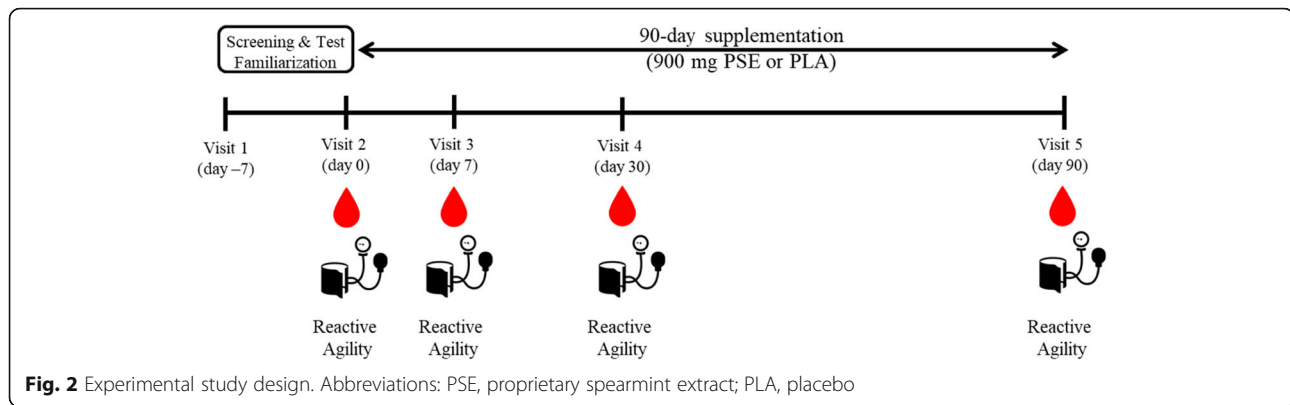 Screening & Test
Familiarization
90-day supplementation
(900 mg PSE or PLA)
Visit 1
(day –7)
Visit 2
(day 0)
Visit 3
(day 7)
Visit 4
(day 30)
Visit 5
(day 90)
Reactive
Agility
Reactive
Agility
Reactive
Agility
Reactive
Agility
Fig. 2 Experimental study design. Abbreviations: PSE, proprietary spearmint extract; PLA, placebo